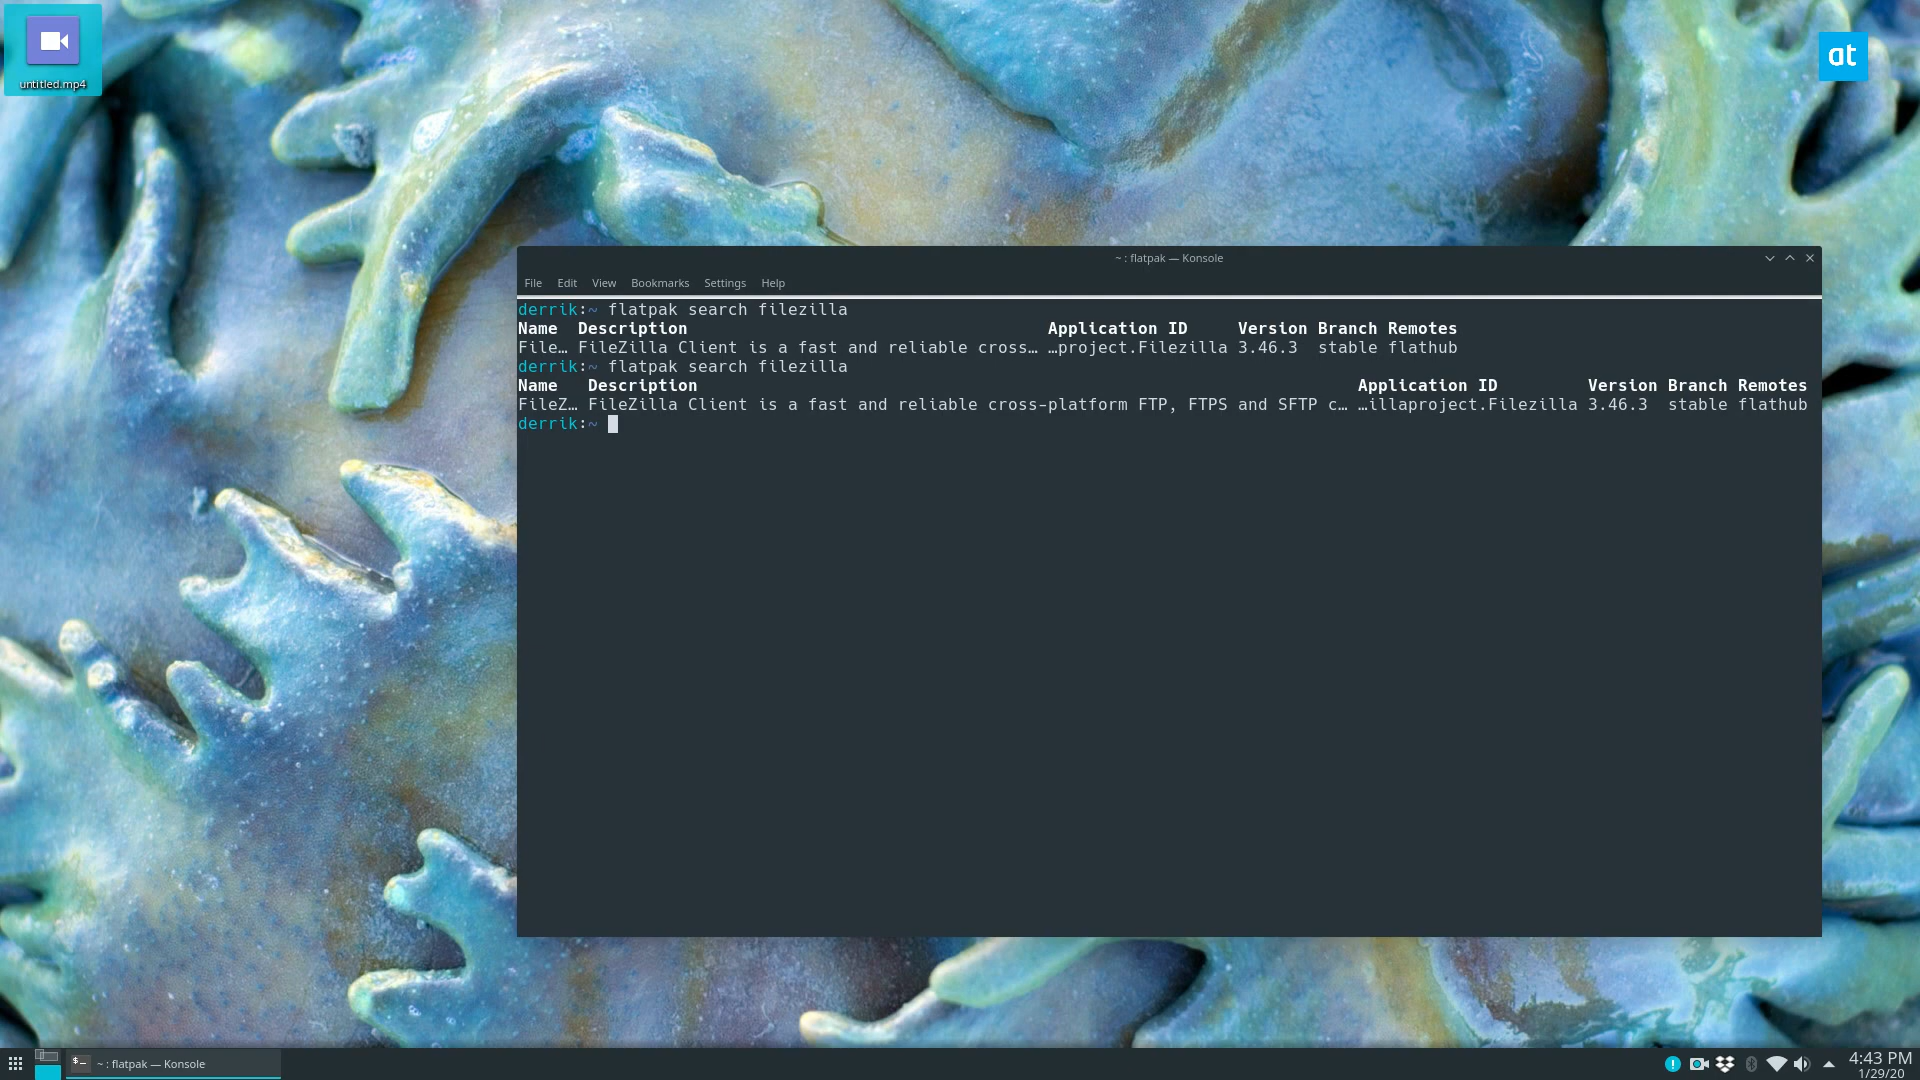 untitled.mp4
at
~ : flatpak — Konsole
File Edit View Bookmarks Settings Help
derrik:~ flatpak search filezilla
Name Description Application ID Version Branch Remotes
File… FileZilla Client is a fast and reliable cross… …project.Filezilla 3.46.3 stable flathub
derrik:~ flatpak search filezilla
Name Description Application ID Version Branch Remotes
FileZ… FileZilla Client is a fast and reliable cross-platform FTP, FTPS and SFTP c… …illaproject.Filezilla 3.46.3 stable flathub
derrik:~
~ : flatpak — Konsole
4:43 PM
1/29/20